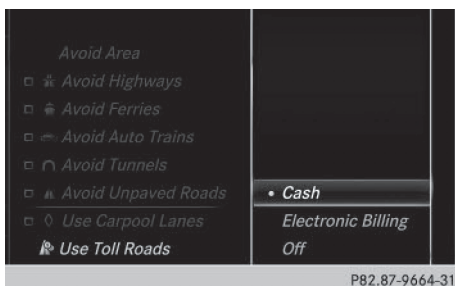 Avoid Area
Avoid Highways
Avoid Ferries
Avoid Auto Trains
Avoid Tunnels
Avoid Unpaved Roads
Use Carpool Lanes
Use Toll Roads
• Cash
Electronic Billing
Off
P82.87-9664-31